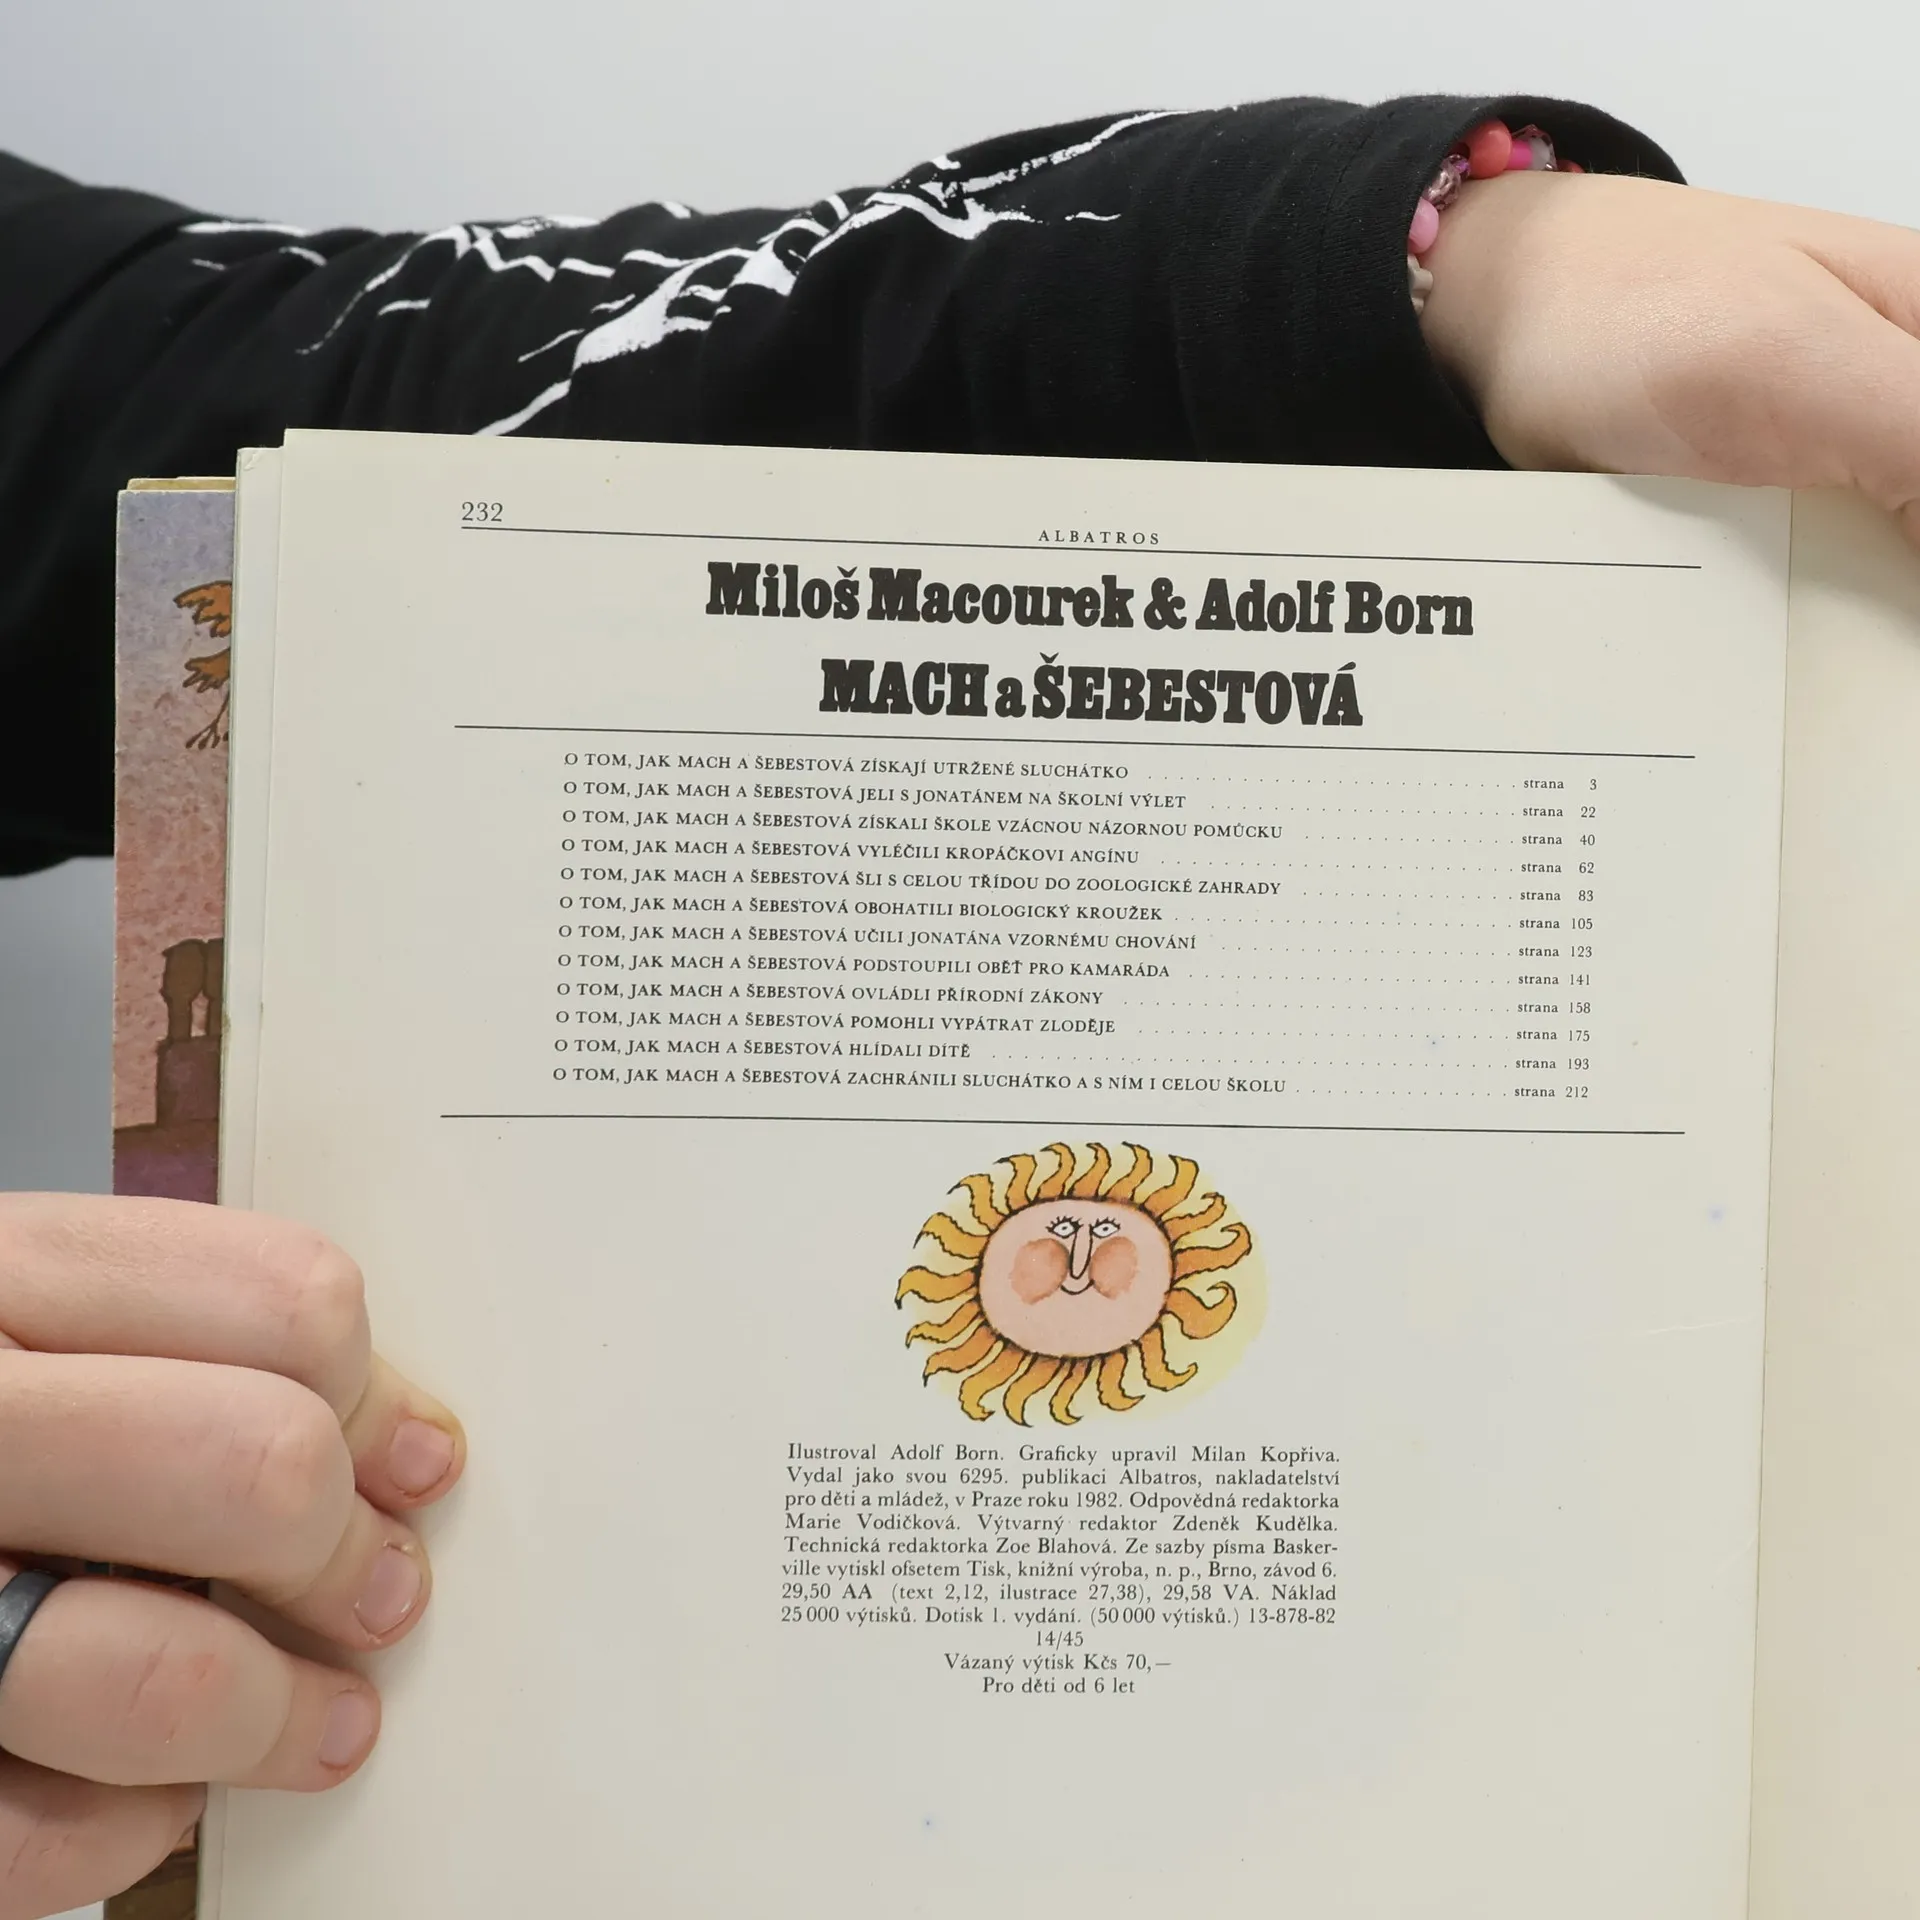 232
ALBATROS
Miloš Macourek & Adolf Born
MACH a ŠEBESTOVÁ
O TOM, JAK MACH A ŠEBESTOVÁ ZÍSKAJÍ UTRŽENÉ SLUCHÁTKO . . . . . . . . . . . . . . . . . . . . . . . strana 3
O TOM, JAK MACH A ŠEBESTOVÁ JELI S JONATÁNEM NA ŠKOLNÍ VÝLET . . . . . . . . . . . . . . . . . . . strana 22
O TOM, JAK MACH A ŠEBESTOVÁ ZÍSKALI ŠKOLE VZÁCNOU NÁZORNOU POMŮCKU . . . . . . . . . . . . . strana 40
O TOM, JAK MACH A ŠEBESTOVÁ VYLÉČILI KROPÁČKOVI ANGÍNU . . . . . . . . . . . . . . . . . . . . . . strana 62
O TOM, JAK MACH A ŠEBESTOVÁ ŠLI S CELOU TŘÍDOU DO ZOOLOGICKÉ ZAHRADY . . . . . . . . . . . . . strana 83
O TOM, JAK MACH A ŠEBESTOVÁ OBOHATILI BIOLOGICKÝ KROUŽEK . . . . . . . . . . . . . . . . . . . . . strana 105
O TOM, JAK MACH A ŠEBESTOVÁ UČILI JONATÁNA VZORNÉMU CHOVÁNÍ . . . . . . . . . . . . . . . . . . strana 123
O TOM, JAK MACH A ŠEBESTOVÁ PODSTOUPILI OBĚŤ PRO KAMARÁDA . . . . . . . . . . . . . . . . . . . . strana 141
O TOM, JAK MACH A ŠEBESTOVÁ OVLÁDLI PŘÍRODNÍ ZÁKONY . . . . . . . . . . . . . . . . . . . . . . . . strana 158
O TOM, JAK MACH A ŠEBESTOVÁ POMOHLI VYPÁTRAT ZLODĚJE . . . . . . . . . . . . . . . . . . . . . . . strana 175
O TOM, JAK MACH A ŠEBESTOVÁ HLÍDALI DÍTĚ . . . . . . . . . . . . . . . . . . . . . . . . . . . . . . . . strana 193
O TOM, JAK MACH A ŠEBESTOVÁ ZACHRÁNILI SLUCHÁTKO A S NÍM I CELOU ŠKOLU . . . . . . . . . . . . . strana 212
Ilustroval Adolf Born. Graficky upravil Milan Kopřiva.
Vydal jako svou 6295. publikaci Albatros, nakladatelství
pro děti a mládež, v Praze roku 1982. Odpovědná redaktorka
Marie Vodičková. Výtvarný redaktor Zdeněk Kudělka.
Technická redaktorka Zoe Blahová. Ze sazby písma Basker-
ville vytiskl ofsetem Tisk, knižní výroba, n. p., Brno, závod 6.
29,50 AA (text 2,12, ilustrace 27,38), 29,58 VA. Náklad
25 000 výtisků. Dotisk 1. vydání. (50 000 výtisků.) 13-878-82
14/45
Vázaný výtisk Kčs 70,—
Pro děti od 6 let